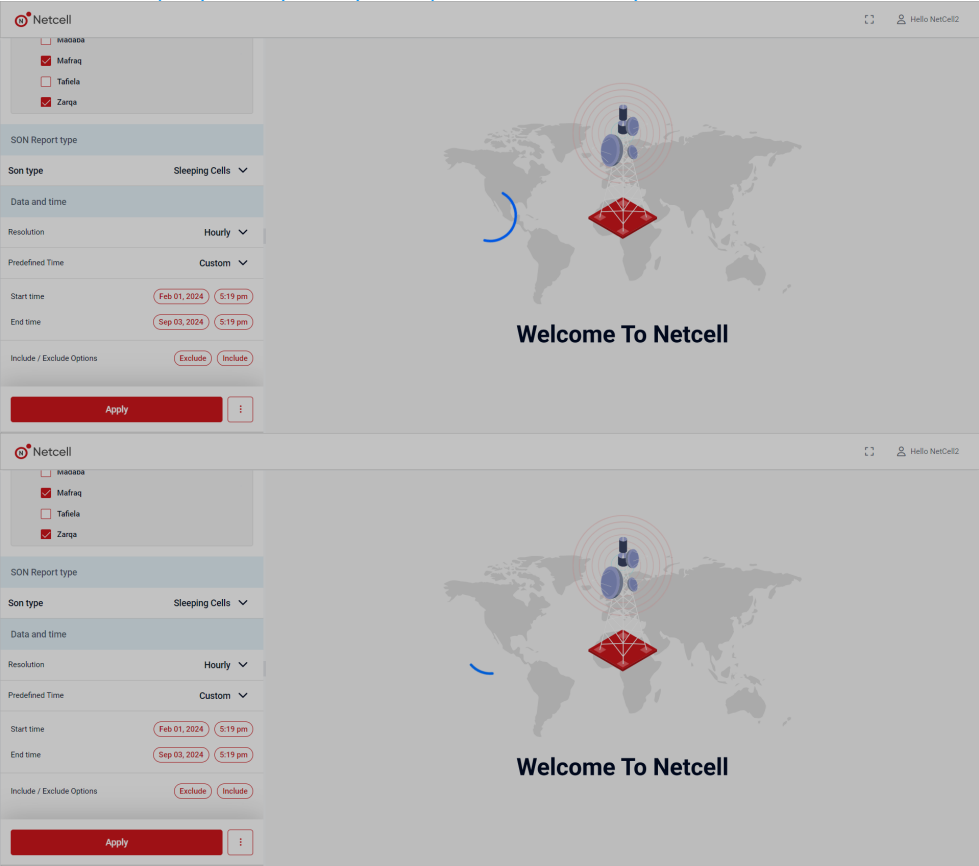 Netcell
Hello NetCell2
Madaba
Mafraq
Tafiela
Zarqa
SON Report type
Son type Sleeping Cells
Data and time
Resolution Hourly
Predefined Time Custom
Start time Feb 01, 2024 5:19 pm
End time Sep 03, 2024 5:19 pm
Include / Exclude Options Exclude Include
Apply
Welcome To Netcell
Netcell
Hello NetCell2
Madaba
Mafraq
Tafiela
Zarqa
SON Report type
Son type Sleeping Cells
Data and time
Resolution Hourly
Predefined Time Custom
Start time Feb 01, 2024 5:19 pm
End time Sep 03, 2024 5:19 pm
Include / Exclude Options Exclude Include
Apply
Welcome To Netcell